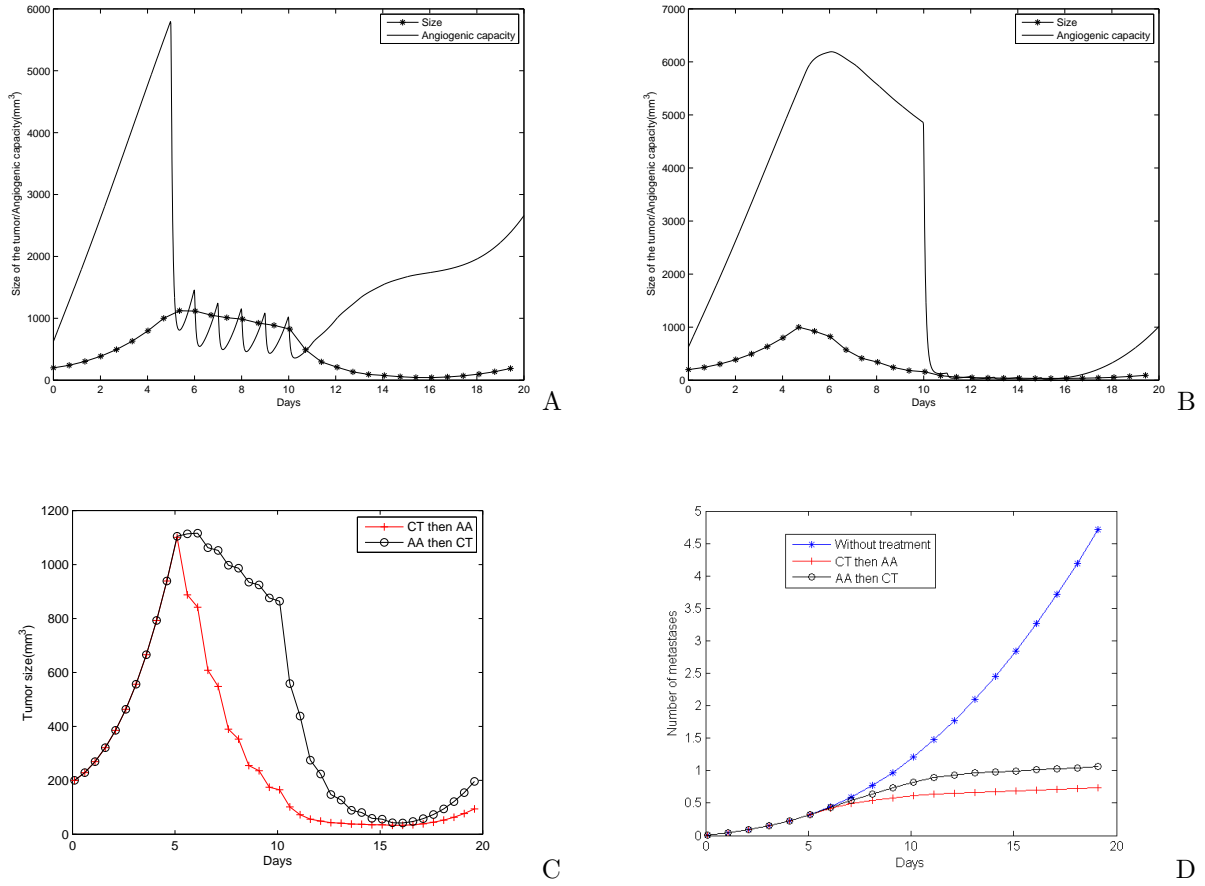 6000
5000
4000
3000
2000
1000
0
0 2 4 6 8 10 12 14 16 18 20
Size of the tumor/Angiogenic capacity(mm³)
Days
Size
Angiogenic capacity
A
7000
6000
5000
4000
3000
2000
1000
0
0 2 4 6 8 10 12 14 16 18 20
Size of the tumor/Angiogenic capacity(mm³)
Days
Size
Angiogenic capacity
B
1200
1000
800
600
400
200
0
0 5 10 15 20
Tumor size(mm³)
Days
CT then AA
AA then CT
C
5
4.5
4
3.5
3
2.5
2
1.5
1
0.5
0
0 5 10 15 20
Number of metastases
Days
Without treatment
CT then AA
AA then CT
D